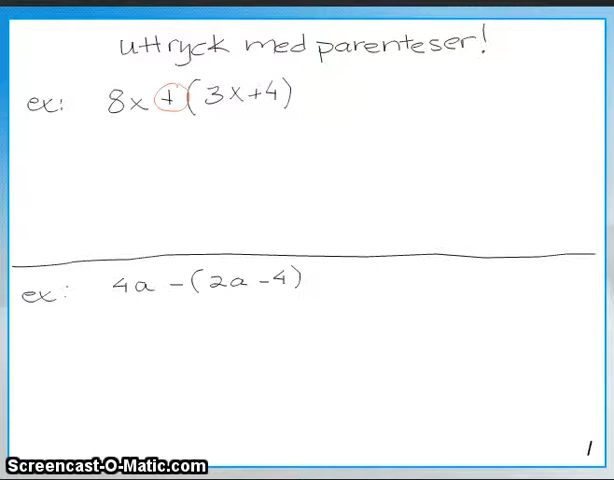 uttryck med parenteser!
ex: 8x + (3x+4)
ex: 4a - (2a - 4)
1
Screencast-O-Matic.com